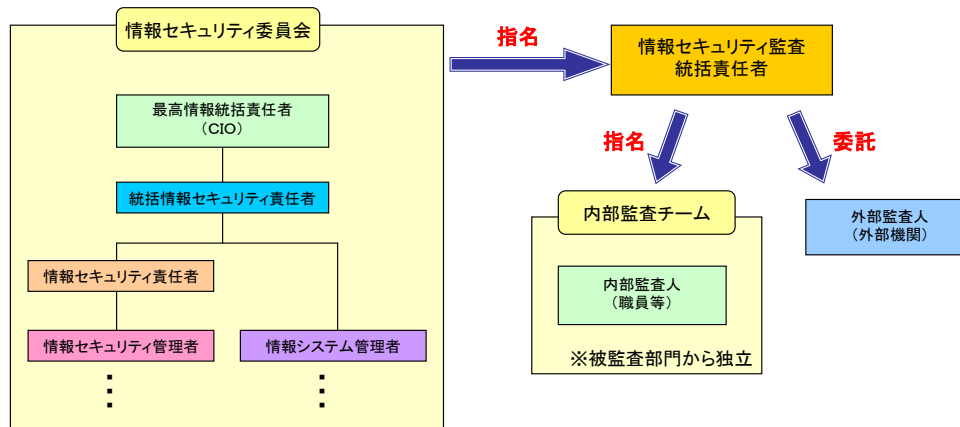 情報セキュリティ委員会
最高情報統括責任者
（CIO）
統括情報セキュリティ責任者
情報セキュリティ責任者
情報セキュリティ管理者
情報システム管理者
指名
情報セキュリティ監査
統括責任者
指名
委託
内部監査チーム
内部監査人
（職員等）
※被監査部門から独立
外部監査人
（外部機関）